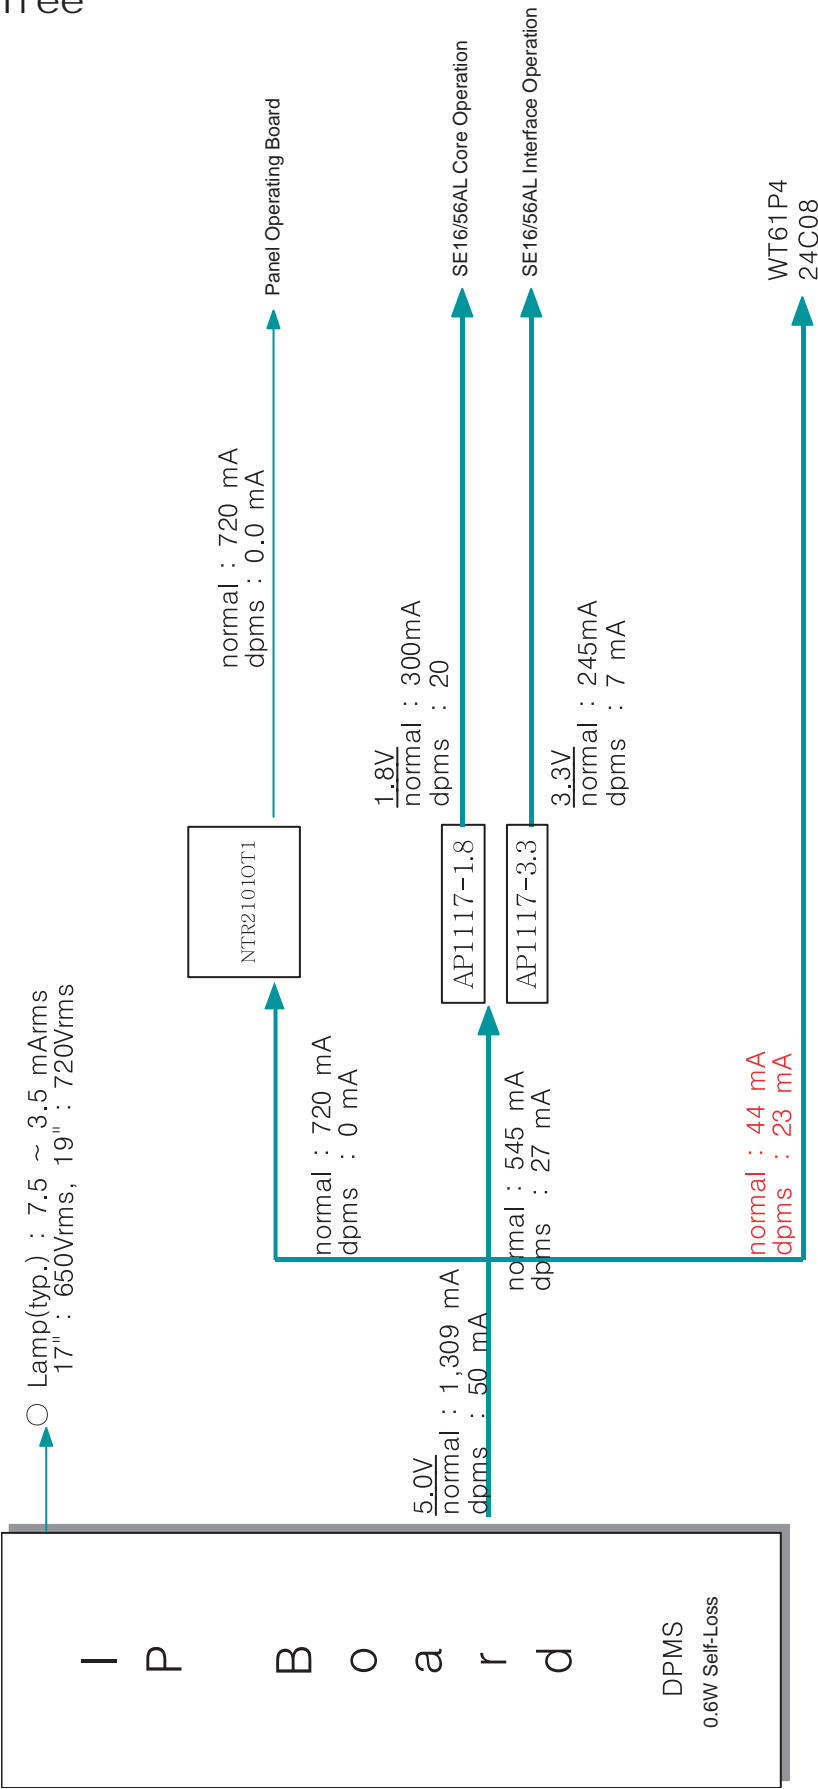 Tree
Lamp(typ.) : 7.5 ~ 3.5 mArms
17" : 650Vrms, 19" : 720Vrms
Panel Operating Board
normal : 720 mA
dpms : 0.0 mA
NTR2101OT1
normal : 720 mA
dpms : 0 mA
SE16/56AL Core Operation
SE16/56AL Interface Operation
1.8V
normal : 300mA
dpms : 20
AP1117-1.8
AP1117-3.3
3.3V
normal : 245mA
dpms : 7 mA
5.0V
normal : 1,309 mA
dpms : 50 mA
normal : 545 mA
dpms : 27 mA
normal : 44 mA
dpms : 23 mA
WT61P4
24C08
IP Board
DPMS
0.6W Self-Loss